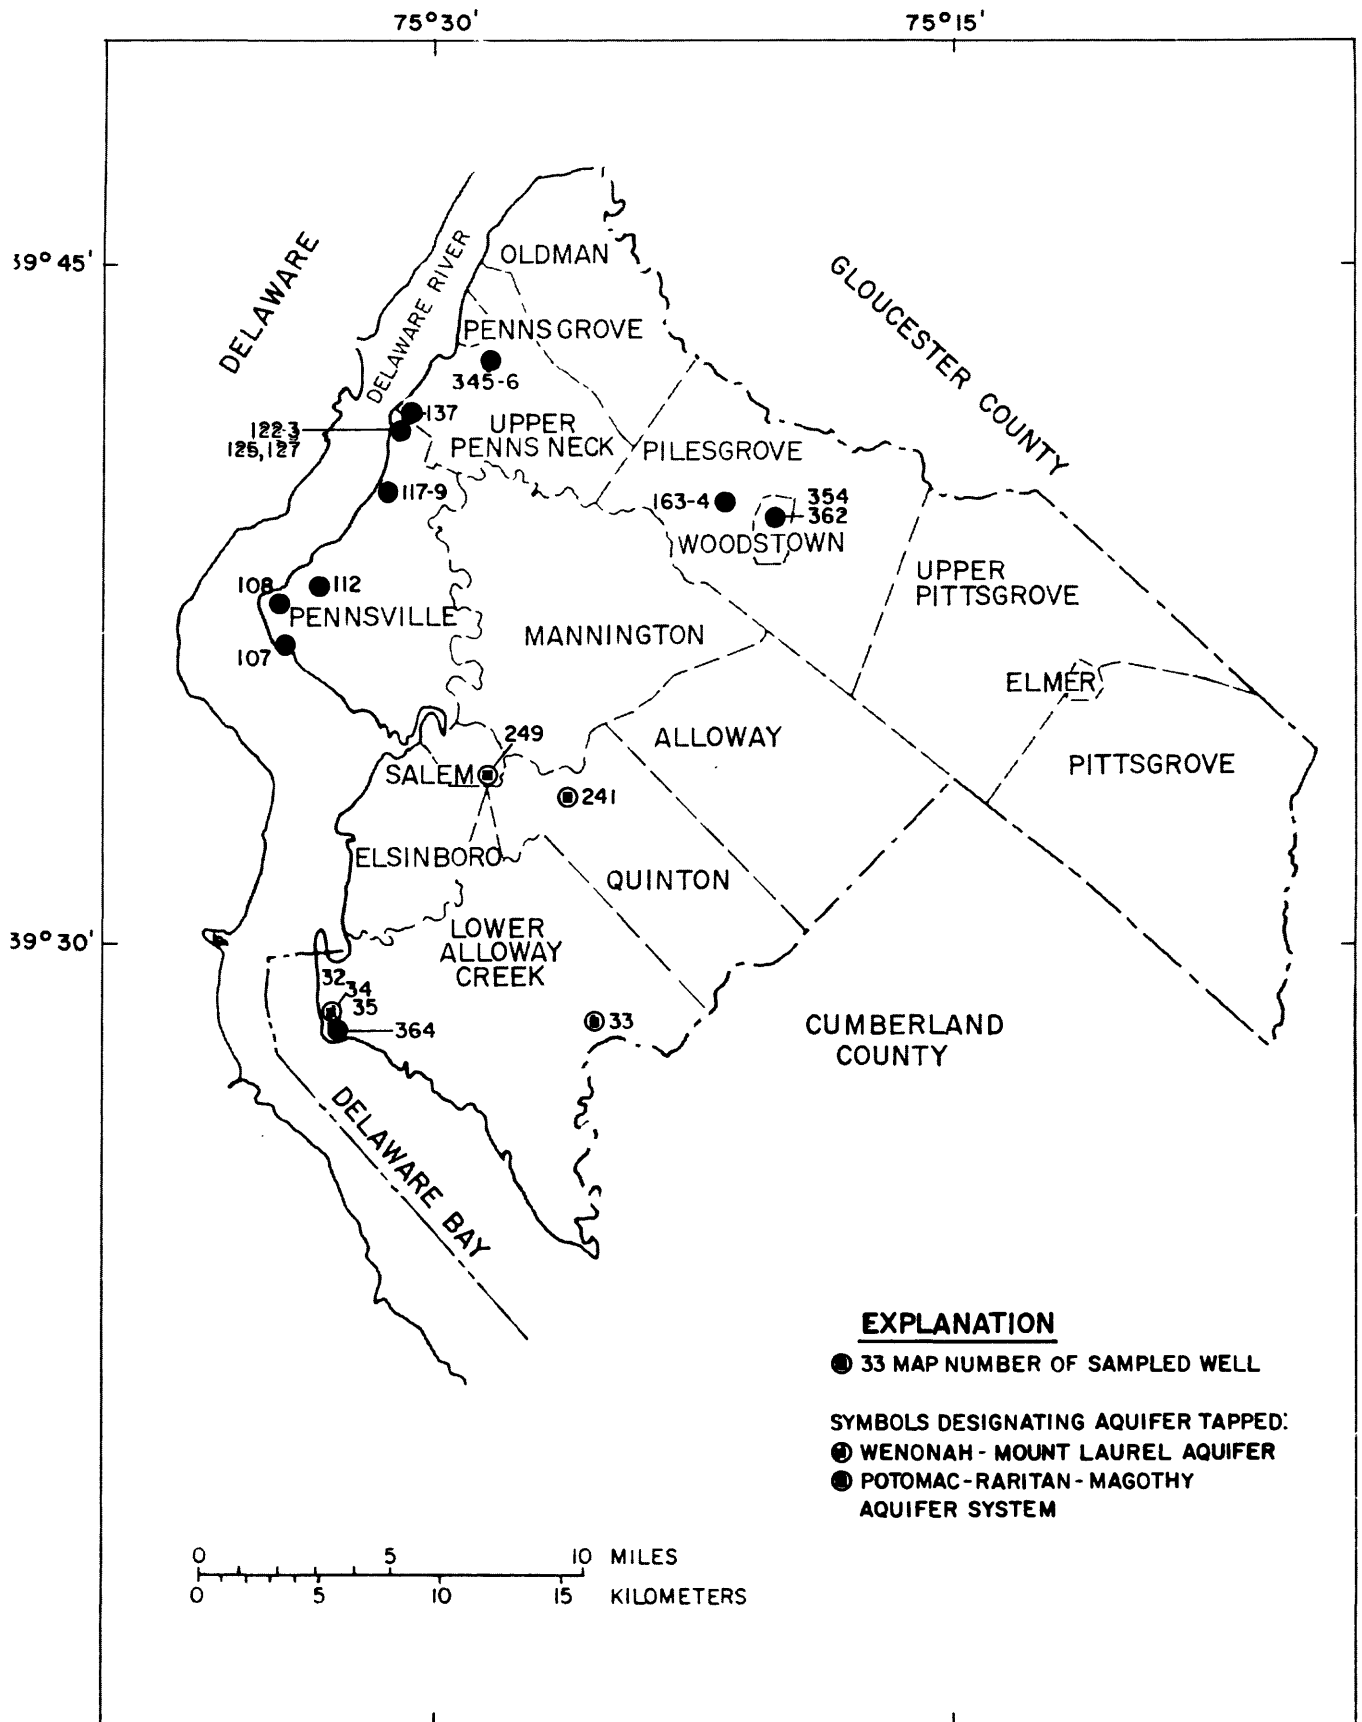 75°30'
75°15'
39°45'
DELAWARE
DELAWARE RIVER
OLDMAN
GLOUCESTER COUNTY
PENNS GROVE
345-6
137
122-3
125,127
UPPER
PENNS NECK
PILESGROVE
117-9
163-4
354
362
WOODSTOWN
108
112
PENNSVILLE
UPPER
PITTSGROVE
MANNINGTON
107
ELMER
249
ALLOWAY
PITTSGROVE
SALEM
241
ELSINBORO
QUINTON
39°30'
LOWER
ALLOWAY
CREEK
32
34
35
364
33
CUMBERLAND
COUNTY
DELAWARE BAY
EXPLANATION
33 MAP NUMBER OF SAMPLED WELL
SYMBOLS DESIGNATING AQUIFER TAPPED:
WENONAH - MOUNT LAUREL AQUIFER
POTOMAC-RARITAN-MAGOTHY
AQUIFER SYSTEM
0 5 10 MILES
0 5 10 15 KILOMETERS